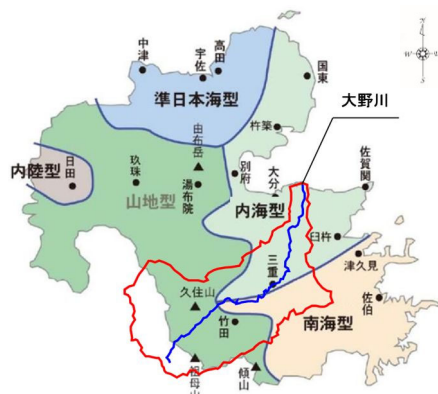 中津
宇佐
高田
国東
準日本海型
大野川
杵築
由布岳
内陸型
日田
玖珠
湯布院
別府
大分
佐賀関
山地型
内海型
臼杵
津久見
三重
久住山
佐伯
竹田
南海型
祖母山
傾山
N